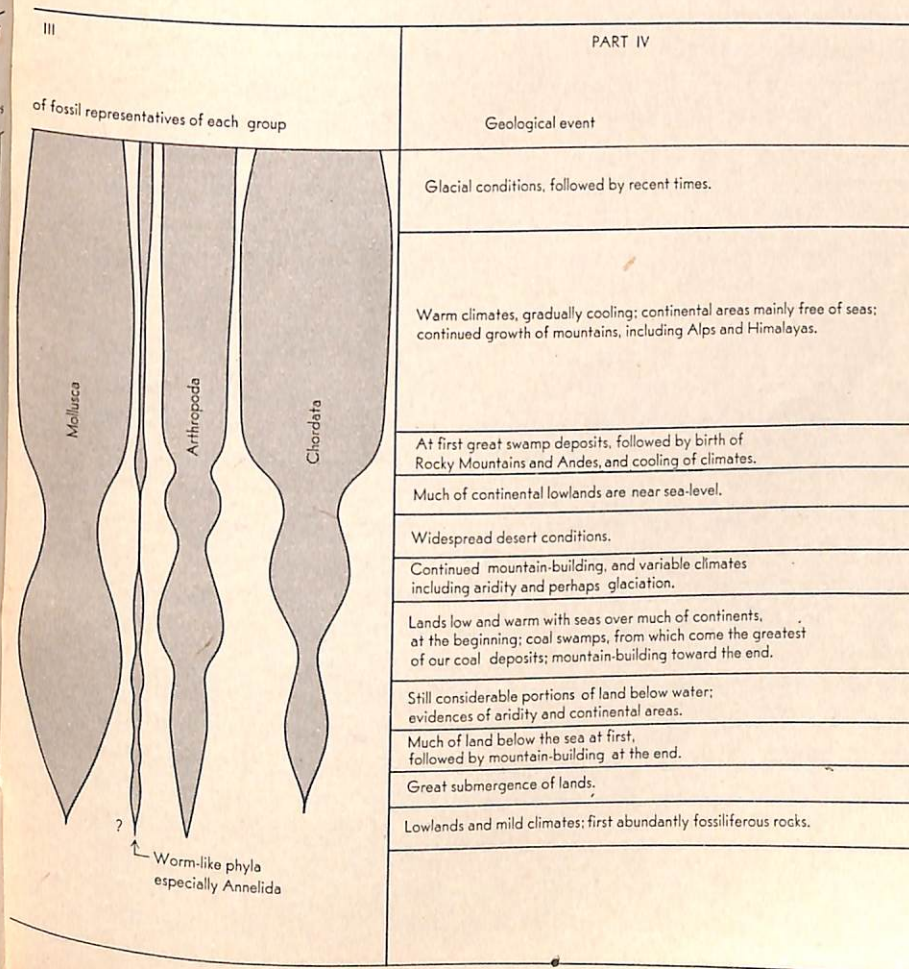 III
of fossil representatives of each group
Mollusca
Arthropoda
Chordata
?
Worm-like phyla
especially Annelida
PART IV
Geological event
Glacial conditions, followed by recent times.
Warm climates, gradually cooling; continental areas mainly free of seas;
continued growth of mountains, including Alps and Himalayas.
At first great swamp deposits, followed by birth of
Rocky Mountains and Andes, and cooling of climates.
Much of continental lowlands are near sea-level.
Widespread desert conditions.
Continued mountain-building, and variable climates
including aridity and perhaps glaciation.
Lands low and warm with seas over much of continents,
at the beginning; coal swamps, from which come the greatest
of our coal deposits; mountain-building toward the end.
Still considerable portions of land below water;
evidences of aridity and continental areas.
Much of land below the sea at first,
followed by mountain-building at the end.
Great submergence of lands.
Lowlands and mild climates; first abundantly fossiliferous rocks.